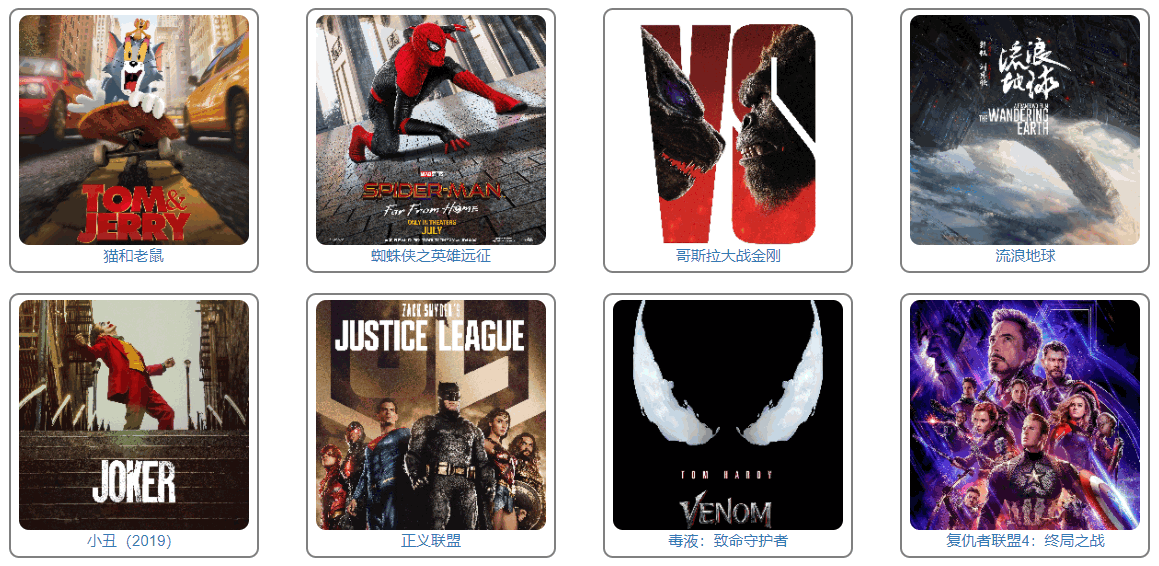 TOM&
JERRY
猫和老鼠
SPIDER-MAN
Far From Home
ONLY IN THEATERS
JULY
蜘蛛侠之英雄远征
VS
哥斯拉大战金刚
流浪
地球
THE WANDERING
EARTH
流浪地球
JOKER
小丑（2019）
ZACK SNYDER'S
JUSTICE LEAGUE
正义联盟
TOM HARDY
VENOM
毒液：致命守护者
复仇者联盟4：终局之战